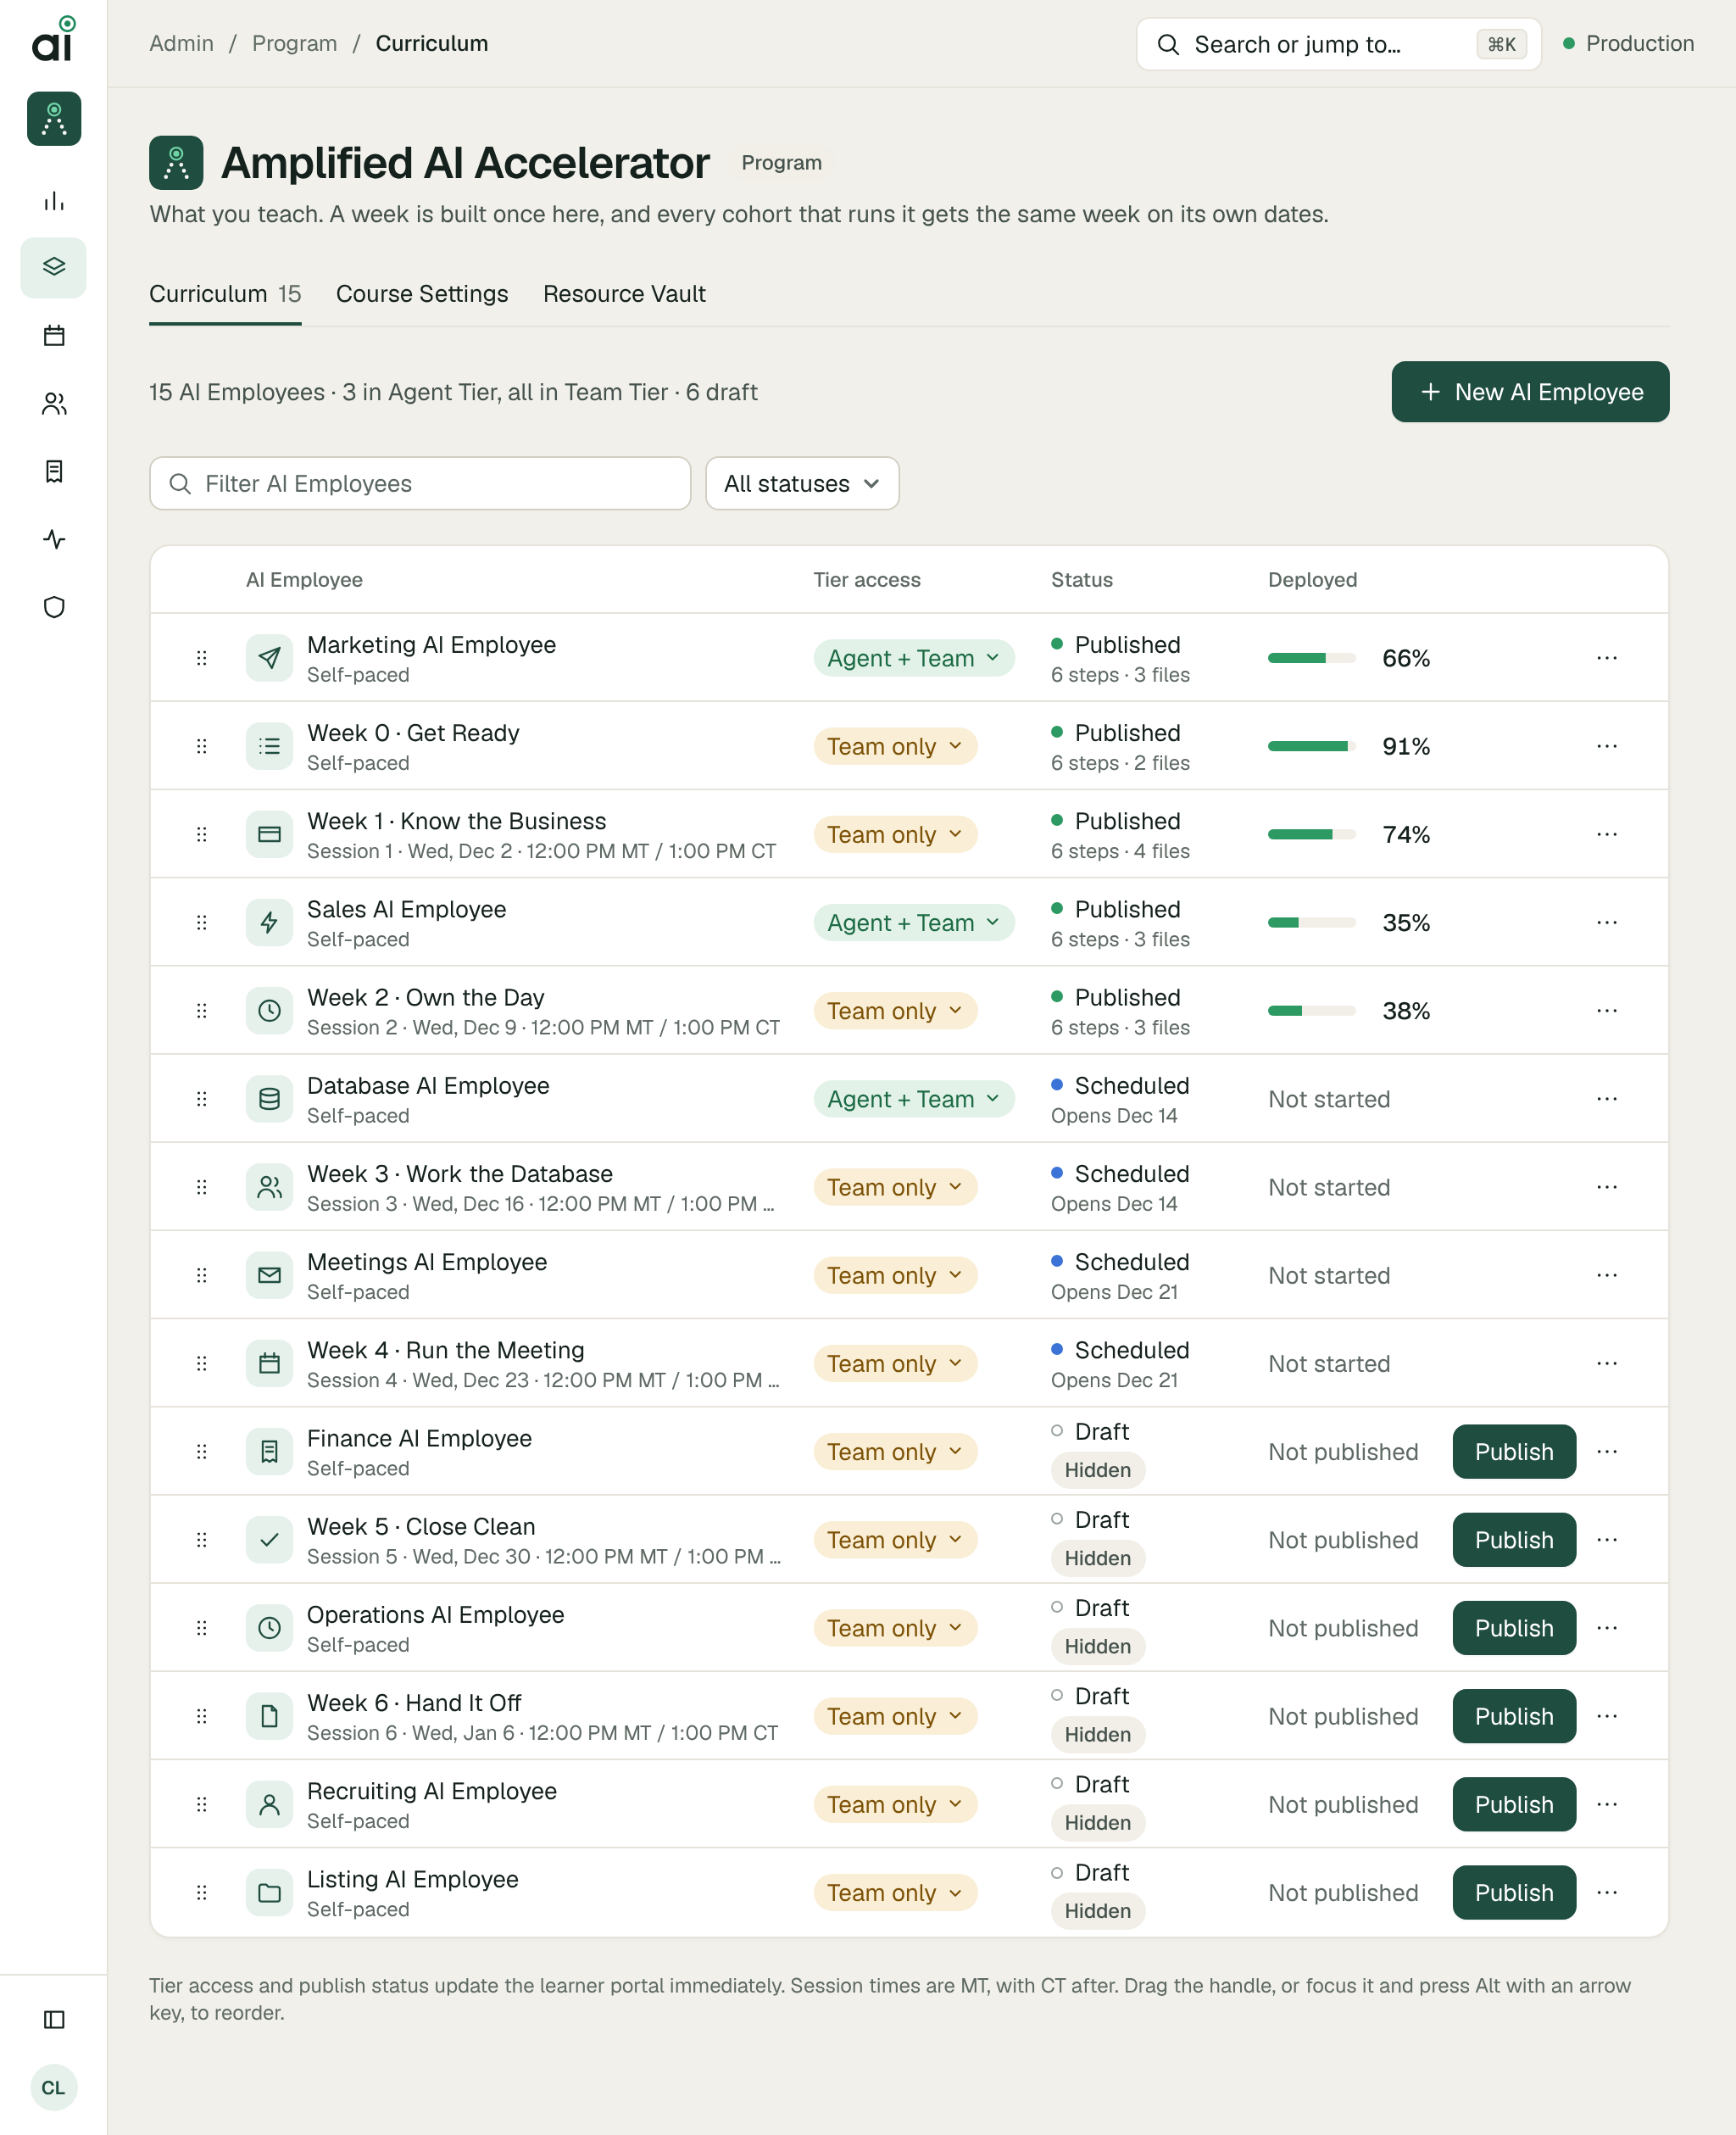 ai
Admin / Program / Curriculum
Search or jump to...
⌘K
Production
Amplified AI Accelerator
Program
What you teach. A week is built once here, and every cohort that runs it gets the same week on its own dates.
Curriculum 15
Course Settings
Resource Vault
15 AI Employees · 3 in Agent Tier, all in Team Tier · 6 draft
+ New AI Employee
Filter AI Employees
All statuses
AI Employee Tier access Status Deployed
Marketing AI Employee
Self-paced
Agent + Team
Published
6 steps · 3 files
66%
Week 0 · Get Ready
Self-paced
Team only
Published
6 steps · 2 files
91%
Week 1 · Know the Business
Session 1 · Wed, Dec 2 · 12:00 PM MT / 1:00 PM CT
Team only
Published
6 steps · 4 files
74%
Sales AI Employee
Self-paced
Agent + Team
Published
6 steps · 3 files
35%
Week 2 · Own the Day
Session 2 · Wed, Dec 9 · 12:00 PM MT / 1:00 PM CT
Team only
Published
6 steps · 3 files
38%
Database AI Employee
Self-paced
Agent + Team
Scheduled
Opens Dec 14
Not started
Week 3 · Work the Database
Session 3 · Wed, Dec 16 · 12:00 PM MT / 1:00 PM ...
Team only
Scheduled
Opens Dec 14
Not started
Meetings AI Employee
Self-paced
Team only
Scheduled
Opens Dec 21
Not started
Week 4 · Run the Meeting
Session 4 · Wed, Dec 23 · 12:00 PM MT / 1:00 PM ...
Team only
Scheduled
Opens Dec 21
Not started
Finance AI Employee
Self-paced
Team only
Draft
Hidden
Not published
Publish
Week 5 · Close Clean
Session 5 · Wed, Dec 30 · 12:00 PM MT / 1:00 PM ...
Team only
Draft
Hidden
Not published
Publish
Operations AI Employee
Self-paced
Team only
Draft
Hidden
Not published
Publish
Week 6 · Hand It Off
Session 6 · Wed, Jan 6 · 12:00 PM MT / 1:00 PM CT
Team only
Draft
Hidden
Not published
Publish
Recruiting AI Employee
Self-paced
Team only
Draft
Hidden
Not published
Publish
Listing AI Employee
Self-paced
Team only
Draft
Hidden
Not published
Publish
Tier access and publish status update the learner portal immediately. Session times are MT, with CT after. Drag the handle, or focus it and press Alt with an arrow
key, to reorder.
CL